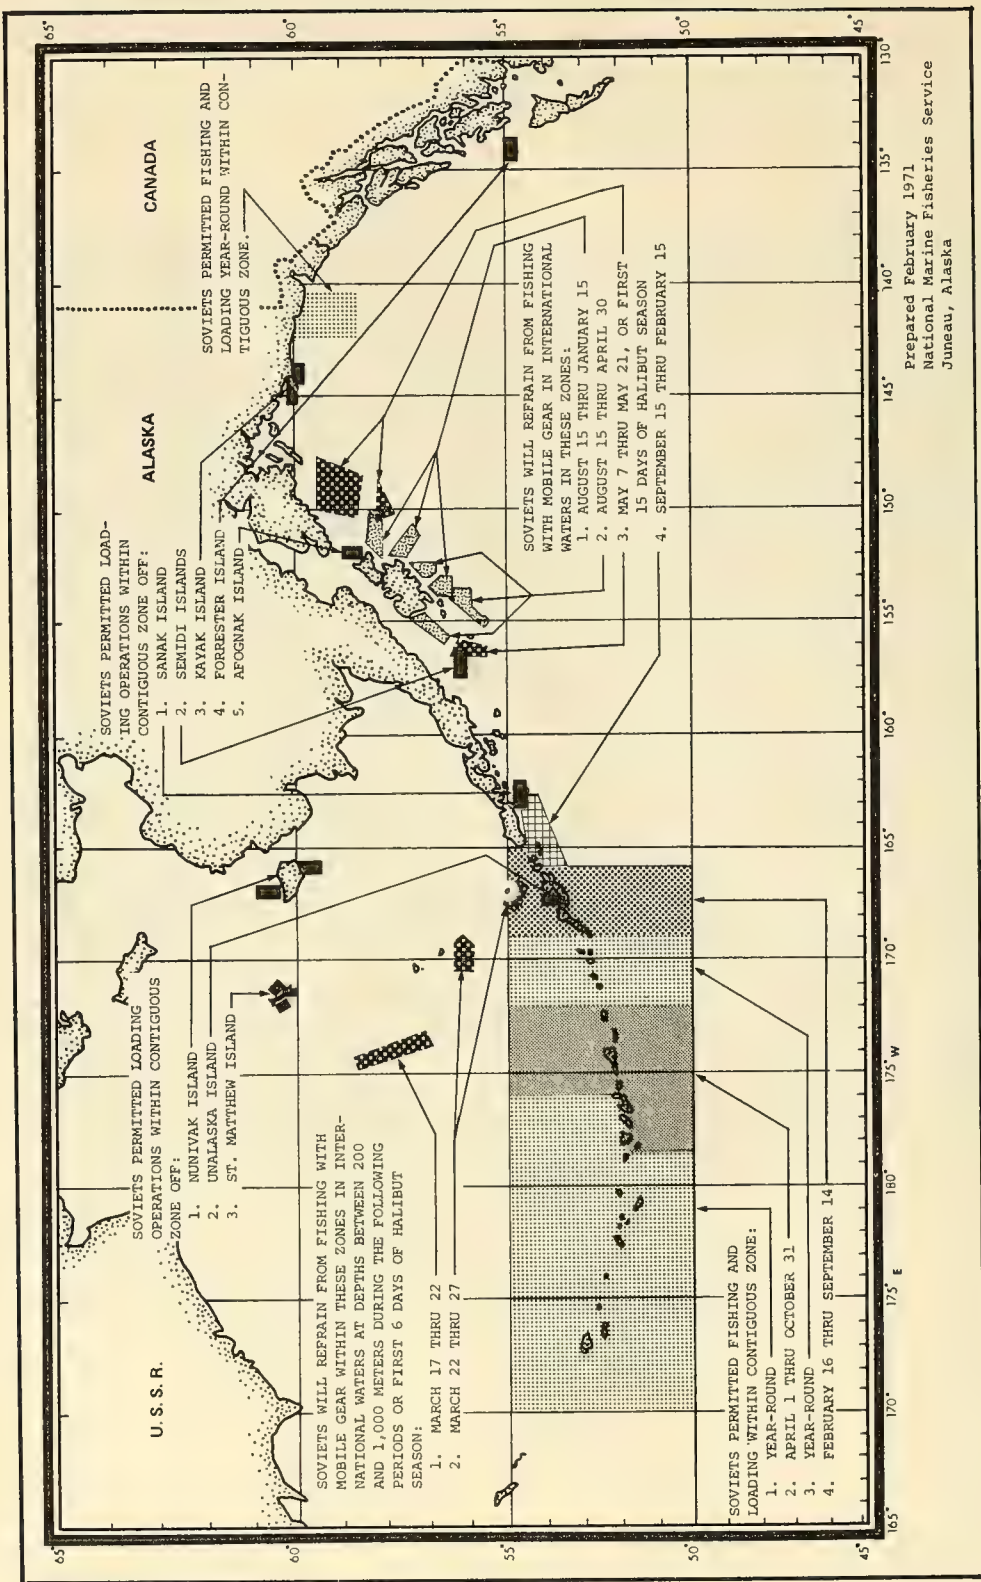 65°
60°
55°
50°
45°
U.S.S.R.
ALASKA
CANADA
SOVIETS PERMITTED LOADING
OPERATIONS WITHIN CONTIGUOUS
ZONE OFF:
1. NUNIVAK ISLAND
2. UNALASKA ISLAND
3. ST. MATTHEW ISLAND
SOVIETS PERMITTED LOAD-
ING OPERATIONS WITHIN
CONTIGUOUS ZONE OFF:
1. SANAK ISLAND
2. SEMIDI ISLANDS
3. KAYAK ISLAND
4. FORRESTER ISLAND
5. AFOGNAK ISLAND
SOVIETS PERMITTED FISHING AND
LOADING YEAR-ROUND WITHIN CON-
TIGUOUS ZONE.
SOVIETS WILL REFRAIN FROM FISHING WITH
MOBILE GEAR WITHIN THESE ZONES IN INTER-
NATIONAL WATERS AT DEPTHS BETWEEN 200
AND 1,000 METERS DURING THE FOLLOWING
PERIODS OR FIRST 6 DAYS OF HALIBUT
SEASON:
1. MARCH 17 THRU 22
2. MARCH 22 THRU 27
SOVIETS WILL REFRAIN FROM FISHING
WITH MOBILE GEAR IN INTERNATIONAL
WATERS IN THESE ZONES:
1. AUGUST 15 THRU JANUARY 15
2. AUGUST 15 THRU APRIL 30
3. MAY 7 THRU MAY 21, OR FIRST
15 DAYS OF HALIBUT SEASON
4. SEPTEMBER 15 THRU FEBRUARY 15
SOVIETS PERMITTED FISHING AND
LOADING WITHIN CONTIGUOUS ZONE:
1. YEAR-ROUND
2. APRIL 1 THRU OCTOBER 31
3. YEAR-ROUND
4. FEBRUARY 16 THRU SEPTEMBER 14
65°
60°
55°
50°
45°
165°
170°
175°
180°
175°
170°
165°
160°
155°
150°
145°
140°
135°
130°
E
W
Prepared February 1971
National Marine Fisheries Service
Juneau, Alaska